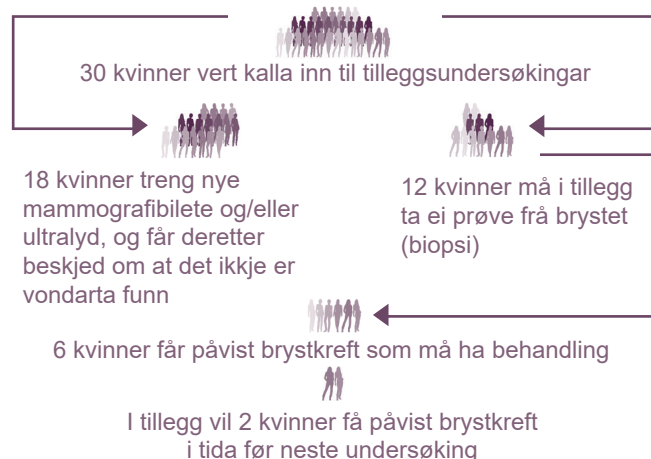 30 kvinner vert kalla inn til tilleggsundersøkingar
18 kvinner treng nye
mammografibilete og/eller
ultralyd, og får deretter
beskjed om at det ikkje er
vondarta funn
12 kvinner må i tillegg
ta ei prøve frå brystet
(biopsi)
6 kvinner får påvist brystkreft som må ha behandling
I tillegg vil 2 kvinner få påvist brystkreft
i tida før neste undersøking